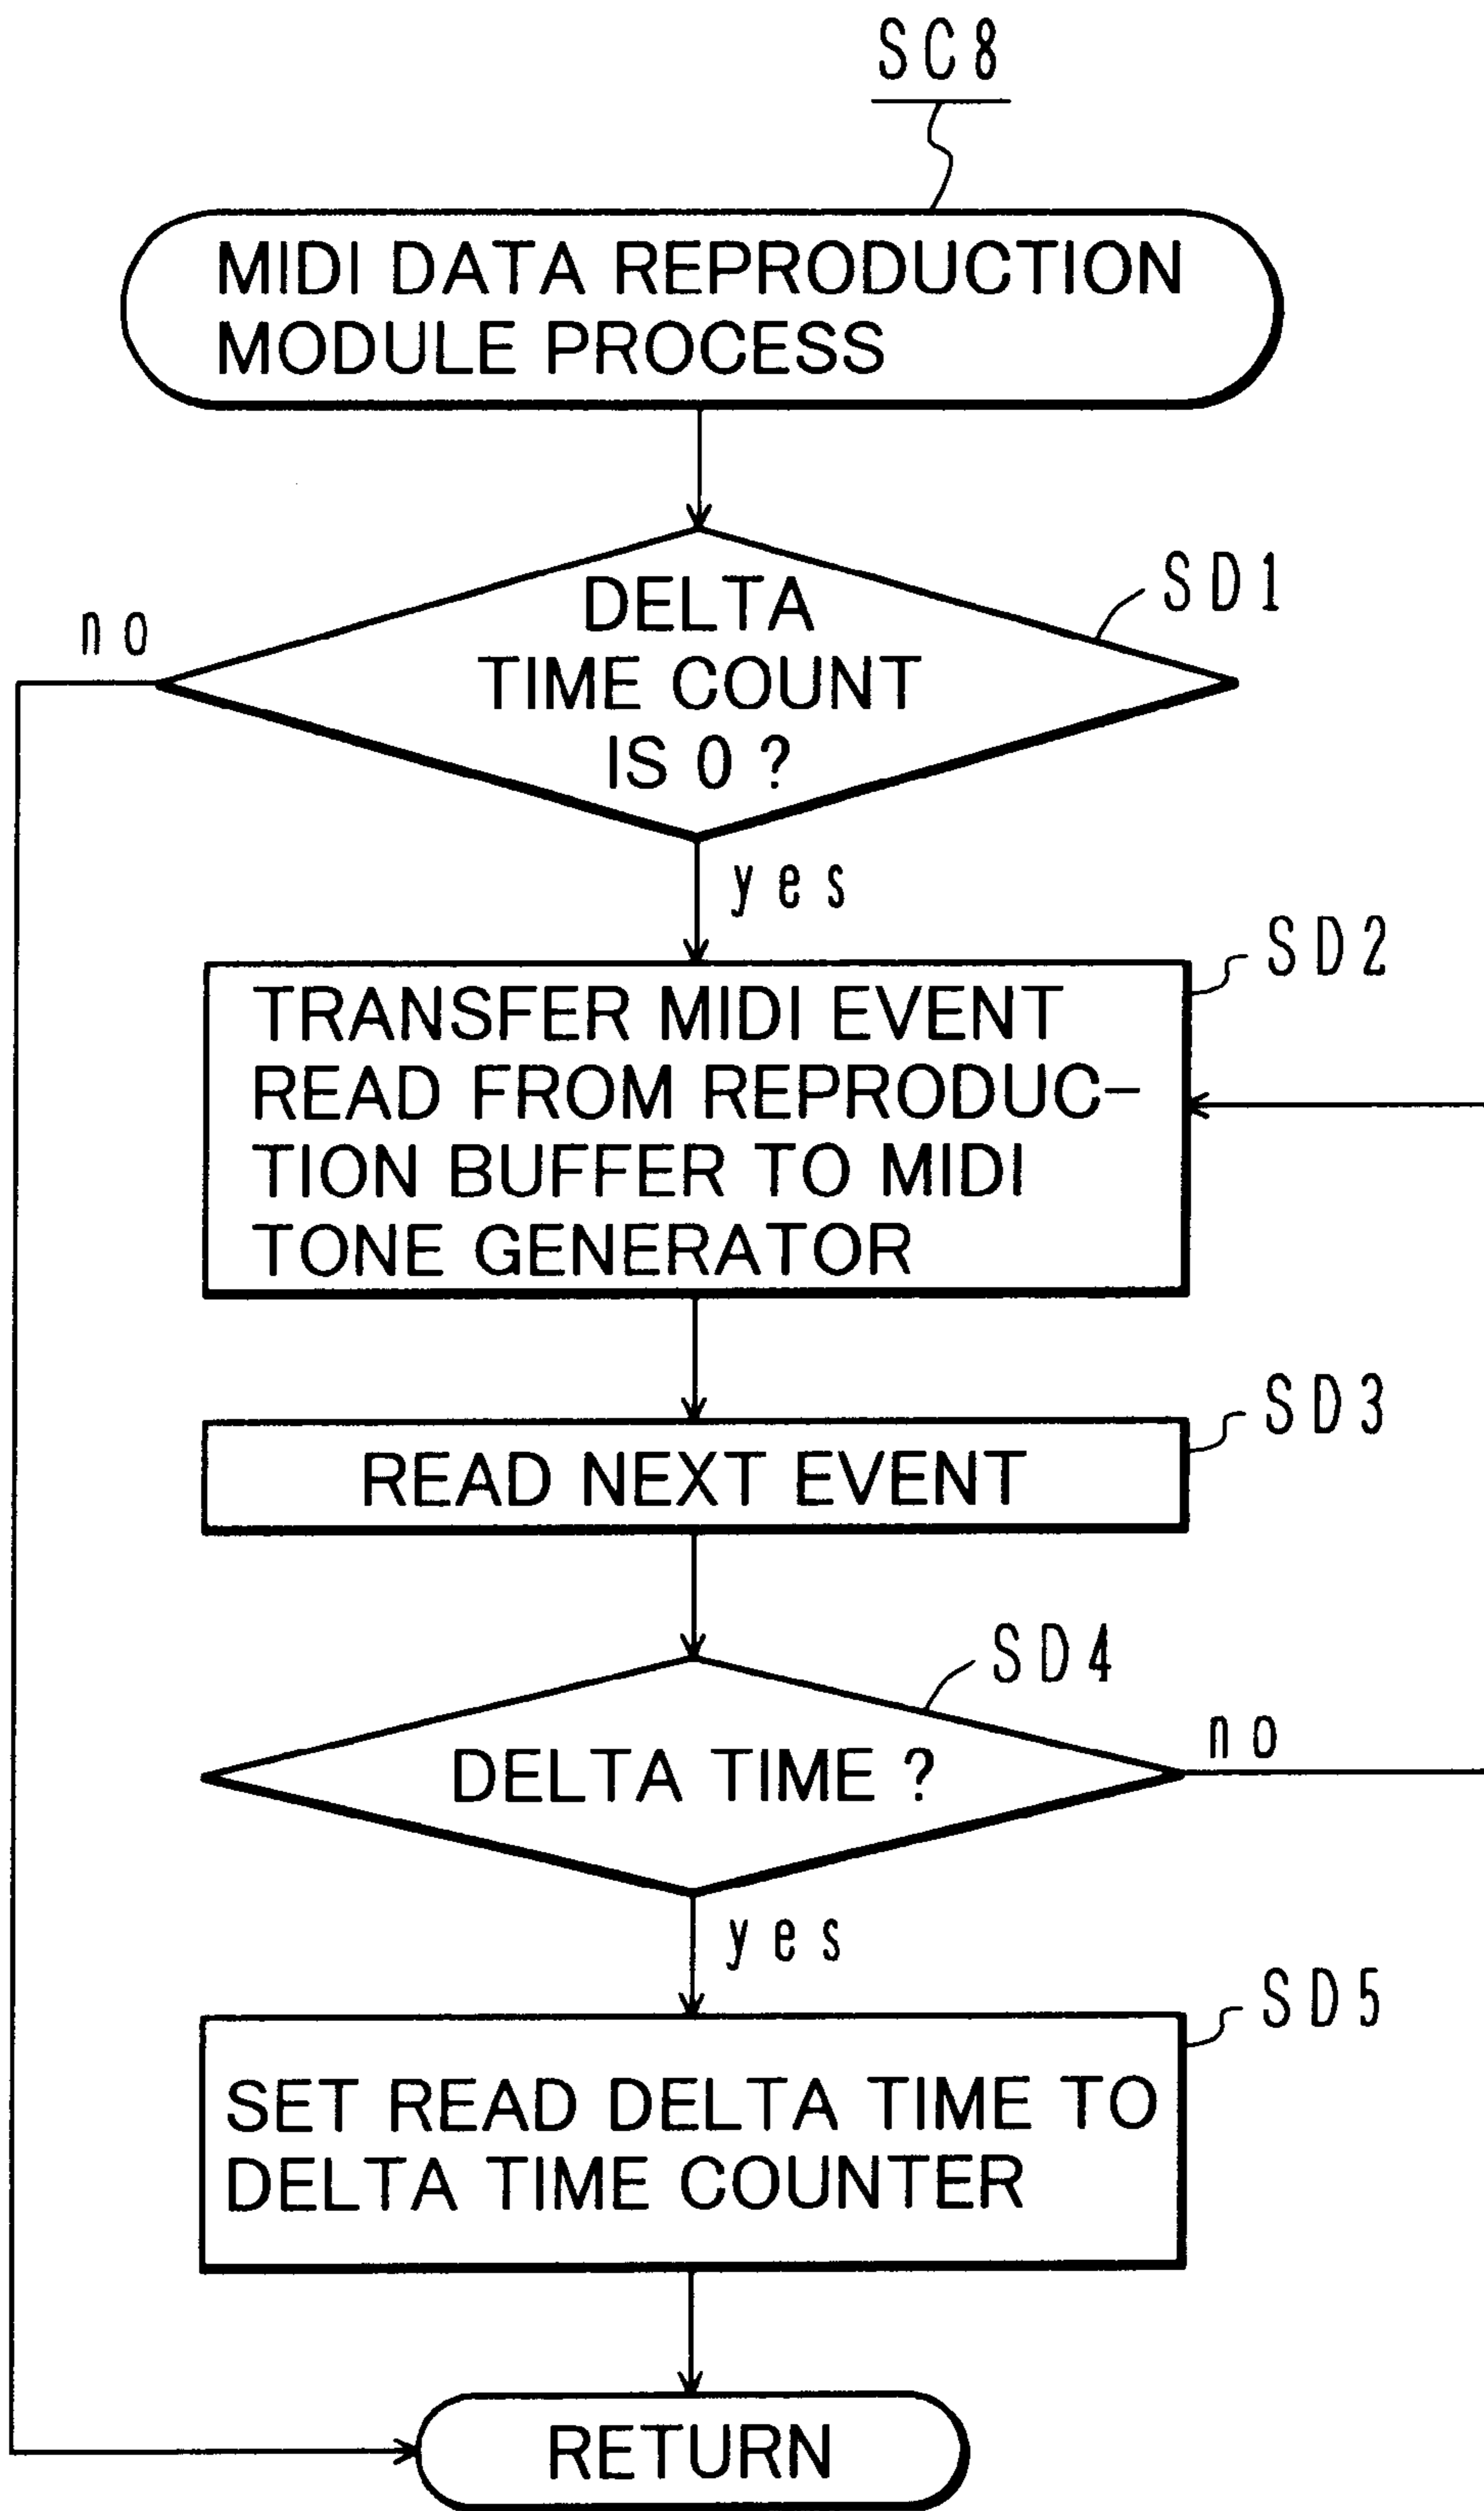 SC8
MIDI DATA REPRODUCTION
MODULE PROCESS
DELTA
TIME COUNT
IS 0 ?
SD1
no
yes
SD2
TRANSFER MIDI EVENT
READ FROM REPRODUC-
TION BUFFER TO MIDI
TONE GENERATOR
SD3
READ NEXT EVENT
SD4
DELTA TIME ?
no
yes
SD5
SET READ DELTA TIME TO
DELTA TIME COUNTER
RETURN